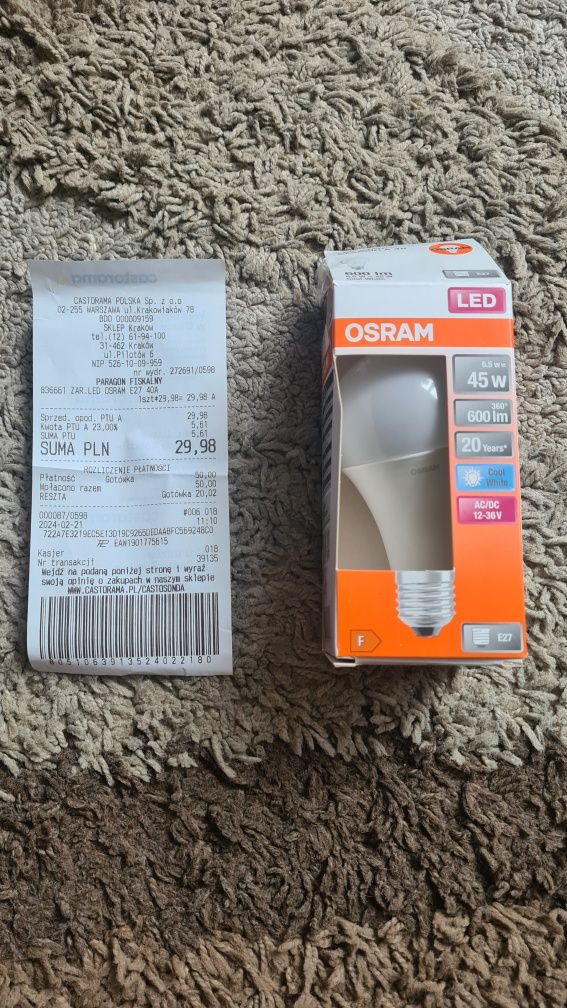 castorama
CASTORAMA POLSKA Sp. z o.o
02-255 WARSZAWA ul.Krakowiaków 78
BDO 000009159
SKLEP Kraków
tel.(12) 61-94-100
31-462 Kraków
ul.Pilotów 6
NIP 526-10-09-959
nr wydr. 272691/0598
PARAGON FISKALNY
836661 ZAR.LED OSRAM E27 40A
1szt*29,98= 29,98 A
Sprzed. opod. PTU A 29,98
Kwota PTU A 23,00% 5,61
SUMA PTU 5,61
SUMA PLN 29,98
ROZLICZENIE PŁATNOŚCI
Płatność Gotówka 50,00
Wpłacono razem 50,00
RESZTA Gotówka 20,02
000087/0598 #006 018
2024-02-21 11:10
EAN1901775615
Kasjer 018
Nr transakcji 39135
Wejdź na podaną poniżej stronę i wyraź
swoją opinię o zakupach w naszym sklepie
WWW.CASTORAMA.PL/CASTOSONDA
8051063913524022180
600 lm
Cool White
E27
LED
OSRAM
6.5 W=
45 W
360°
600 lm
20 Years*
Cool
White
AC/DC
12-36V
OSRAM
F
E27